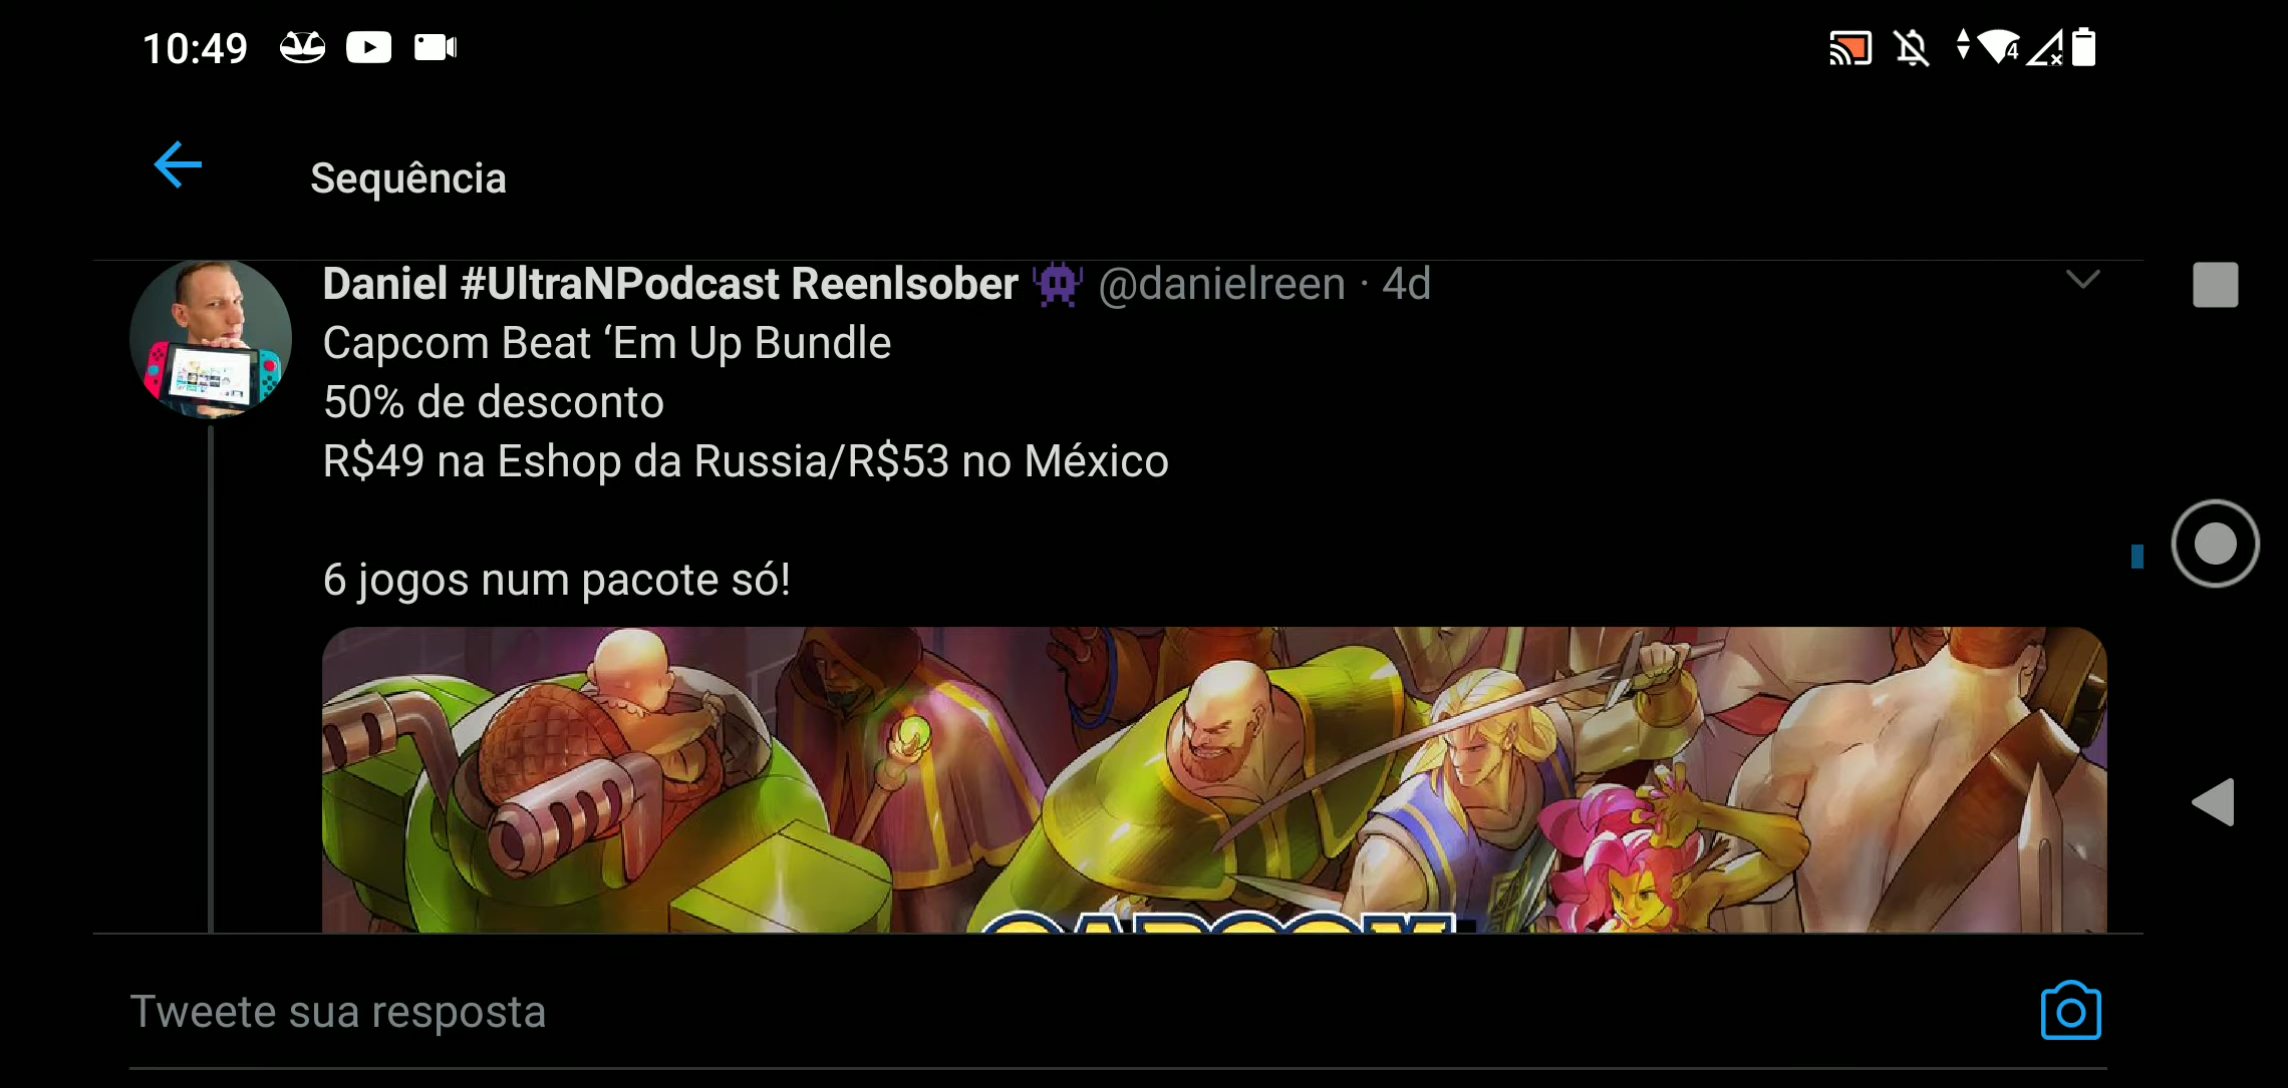 10:49
4
Sequência
Daniel #UltraNPodcast Reenlsober @danielreen · 4d
Capcom Beat ‘Em Up Bundle
50% de desconto
R$49 na Eshop da Russia/R$53 no México
6 jogos num pacote só!
CAPCOM
Tweete sua resposta